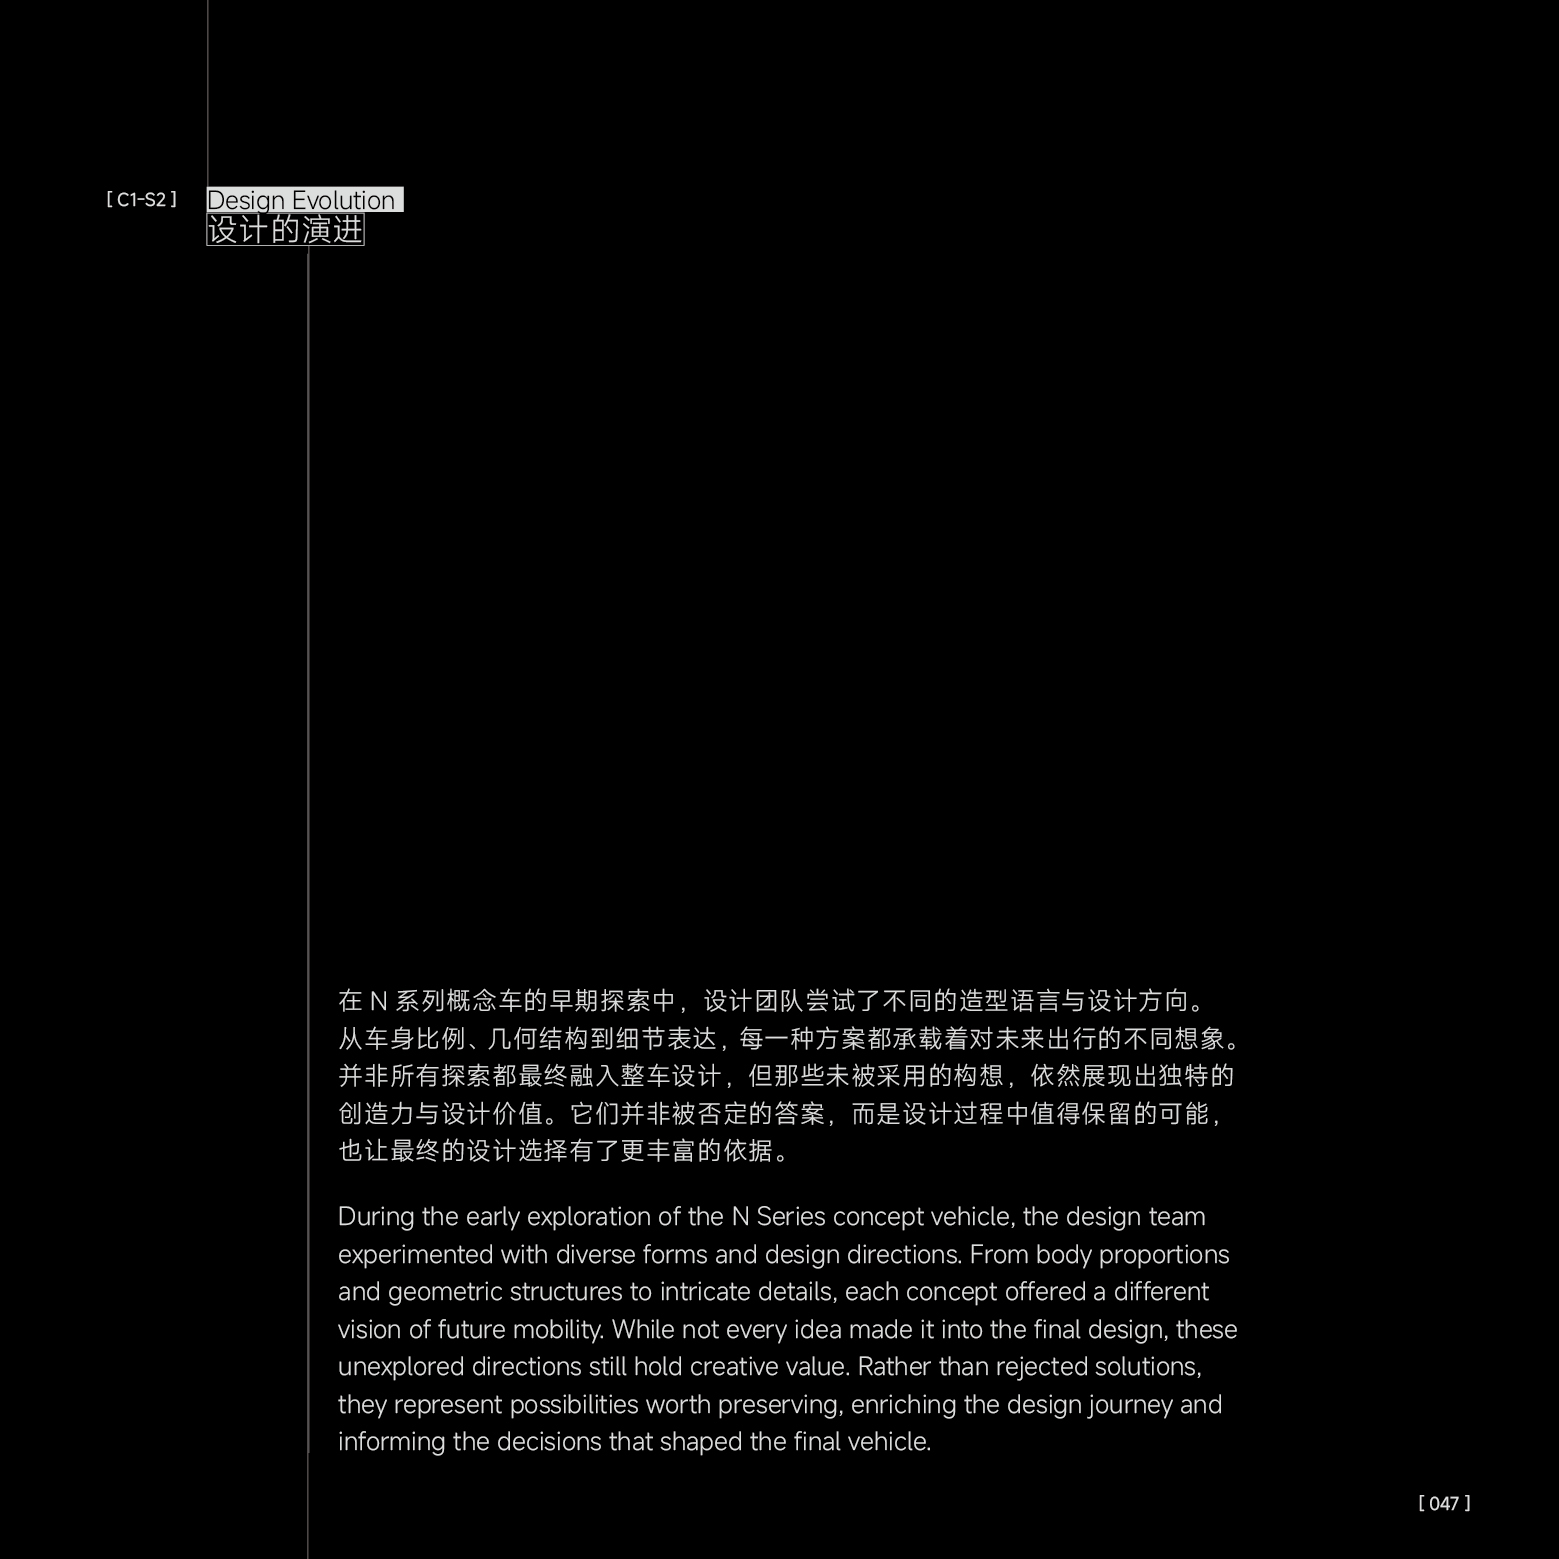 [ C1-S2 ]
Design Evolution
设计的演进
在 N 系列概念车的早期探索中，设计团队尝试了不同的造型语言与设计方向。
从车身比例、几何结构到细节表达，每一种方案都承载着对未来出行的不同想象。
并非所有探索都最终融入整车设计，但那些未被采用的构想，依然展现出独特的
创造力与设计价值。它们并非被否定的答案，而是设计过程中值得保留的可能，
也让最终的设计选择有了更丰富的依据。
During the early exploration of the N Series concept vehicle, the design team
experimented with diverse forms and design directions. From body proportions
and geometric structures to intricate details, each concept offered a different
vision of future mobility. While not every idea made it into the final design, these
unexplored directions still hold creative value. Rather than rejected solutions,
they represent possibilities worth preserving, enriching the design journey and
informing the decisions that shaped the final vehicle.
[ 047 ]